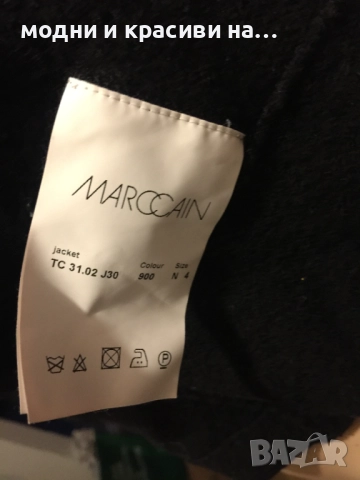 модни и красиви на...
MARCCAIN
jacket Colour Size
TC 31.02 J30 900 N 4
P
BAZAR